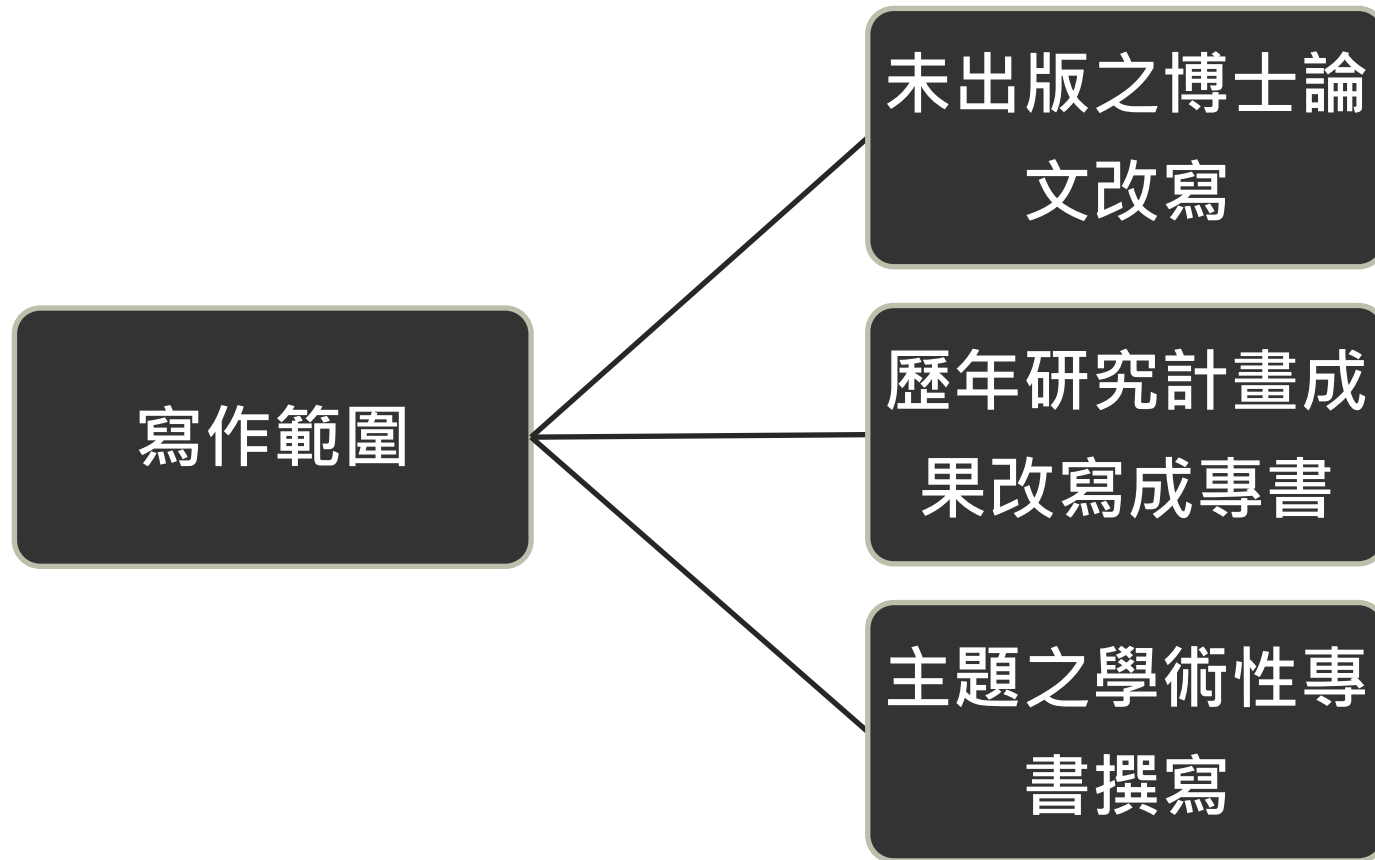 寫作範圍
未出版之博士論
文改寫
歷年研究計畫成
果改寫成專書
主題之學術性專
書撰寫